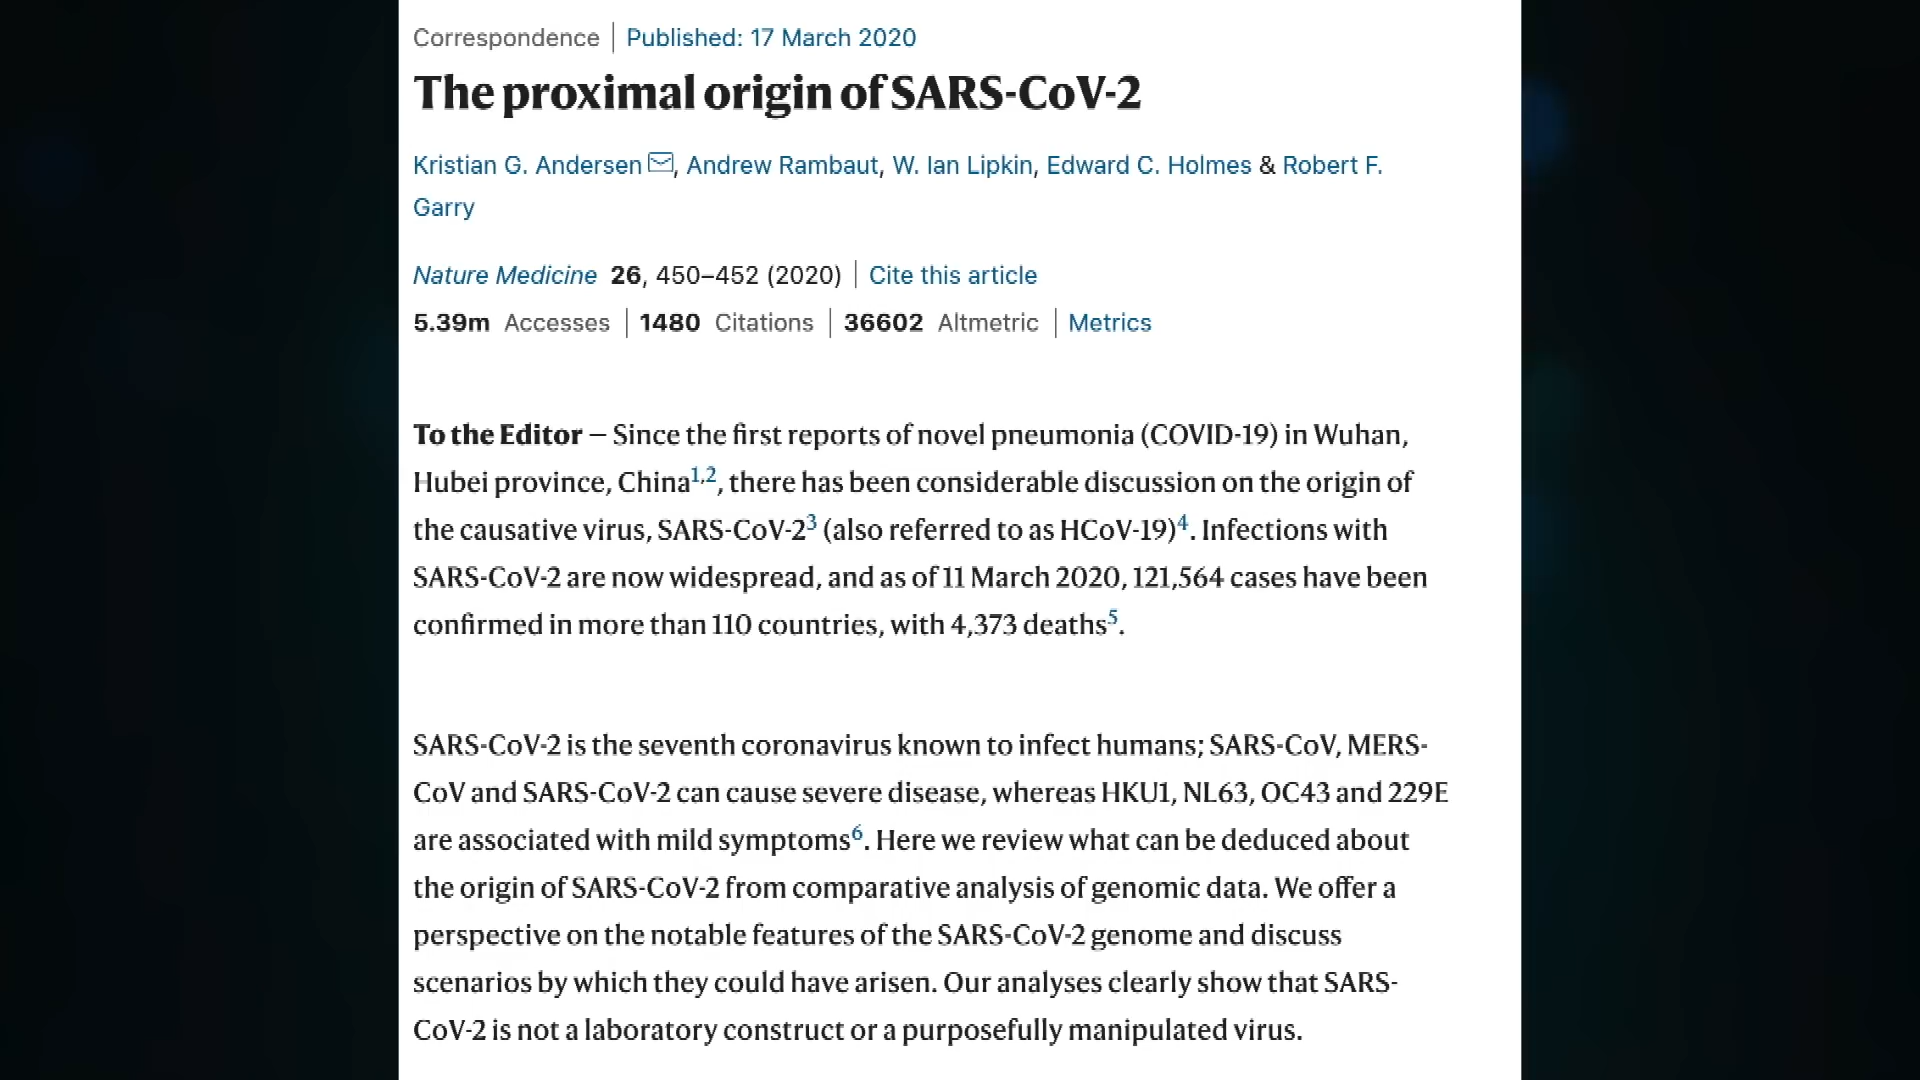 Correspondence | Published: 17 March 2020
The proximal origin of SARS-CoV-2
Kristian G. Andersen, Andrew Rambaut, W. Ian Lipkin, Edward C. Holmes & Robert F.
Garry
Nature Medicine 26, 450–452 (2020) | Cite this article
5.39m Accesses | 1480 Citations | 36602 Altmetric | Metrics
To the Editor — Since the first reports of novel pneumonia (COVID-19) in Wuhan,
Hubei province, China1,2, there has been considerable discussion on the origin of
the causative virus, SARS-CoV-23 (also referred to as HCoV-19)4. Infections with
SARS-CoV-2 are now widespread, and as of 11 March 2020, 121,564 cases have been
confirmed in more than 110 countries, with 4,373 deaths5.
SARS-CoV-2 is the seventh coronavirus known to infect humans; SARS-CoV, MERS-
CoV and SARS-CoV-2 can cause severe disease, whereas HKU1, NL63, OC43 and 229E
are associated with mild symptoms6. Here we review what can be deduced about
the origin of SARS-CoV-2 from comparative analysis of genomic data. We offer a
perspective on the notable features of the SARS-CoV-2 genome and discuss
scenarios by which they could have arisen. Our analyses clearly show that SARS-
CoV-2 is not a laboratory construct or a purposefully manipulated virus.